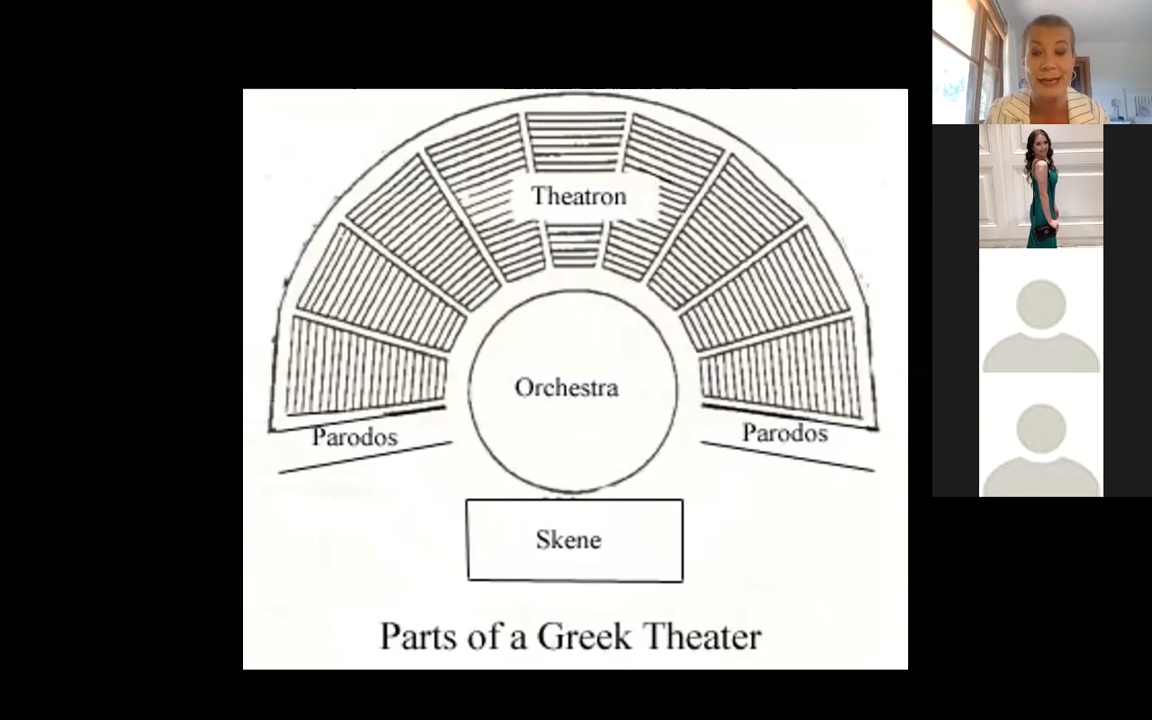 Theatron
Orchestra
Parodos
Parodos
Skene
Parts of a Greek Theater